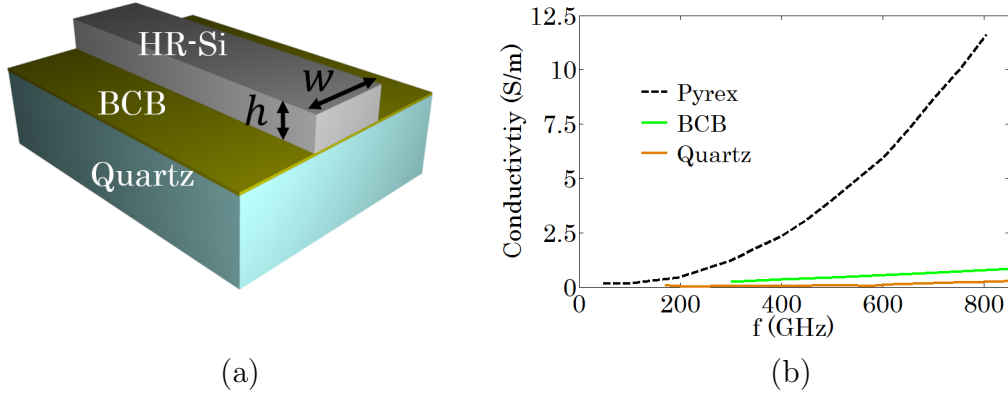 HR-Si
w
BCB
h
Quartz
(a)
(b)
Conductivtiy (S/m)
12.5
10
7.5
5
2.5
0
Pyrex
BCB
Quartz
0 200 400 600 800
f (GHz)